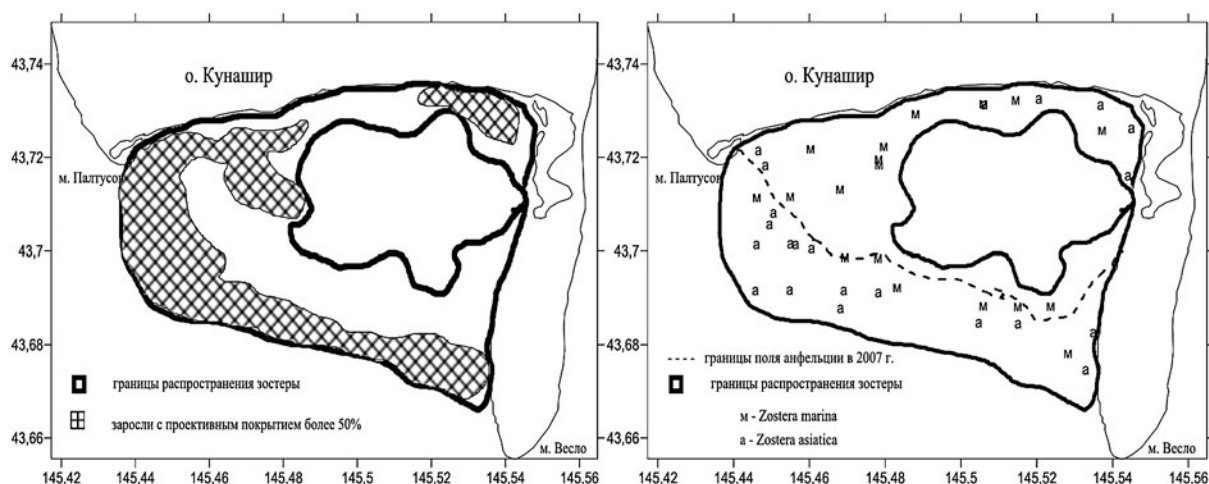 43,74
43,72
43,7
43,68
43,66
о. Кунашир
м. Палтусов
границы распространения зостеры
заросли с проективным покрытием более 50%
м. Весло
145,42 145,44 145,46 145,48 145,5 145,52 145,54 145,56
43,74
43,72
43,7
43,68
43,66
о. Кунашир
м м м а а
м
м а
а м м а
м
м
а а
м м м
а
а
а а а а
м м
а а а а м
м м м
а а а
м
а
м. Палтусов
границы поля анфельции в 2007 г.
границы распространения зостеры
м - Zostera marina
а - Zostera asiatica
м. Весло
145,42 145,44 145,46 145,48 145,5 145,52 145,54 145,56